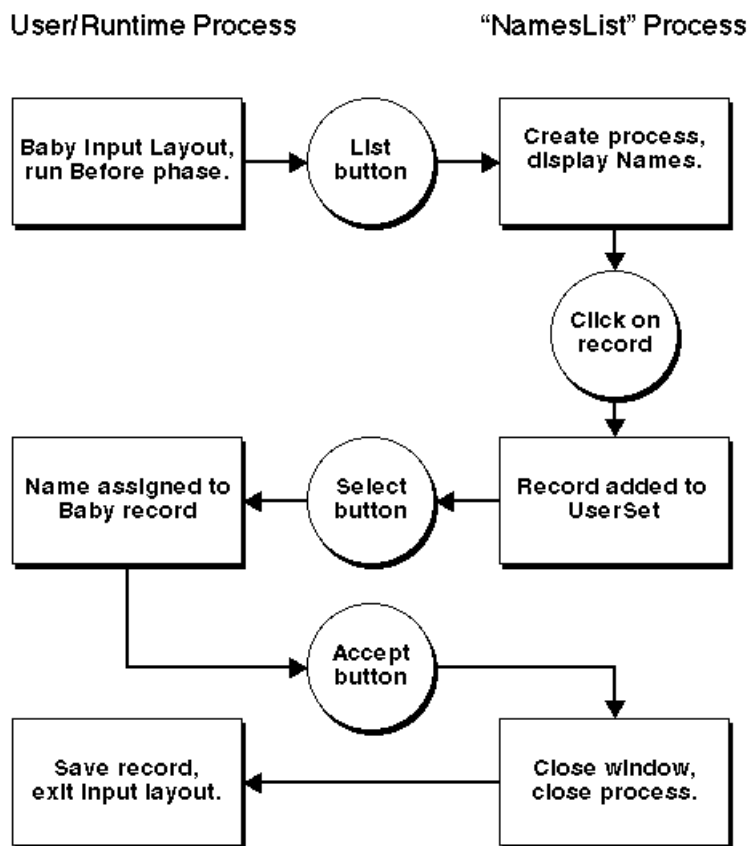 User/Runtime Process
“NamesList” Process
Baby Input Layout,
run Before phase.
List
button
Create process,
display Names.
Click on
record
Name assigned to
Baby record
Select
button
Record added to
UserSet
Accept
button
Save record,
exit Input layout.
Close window,
close process.